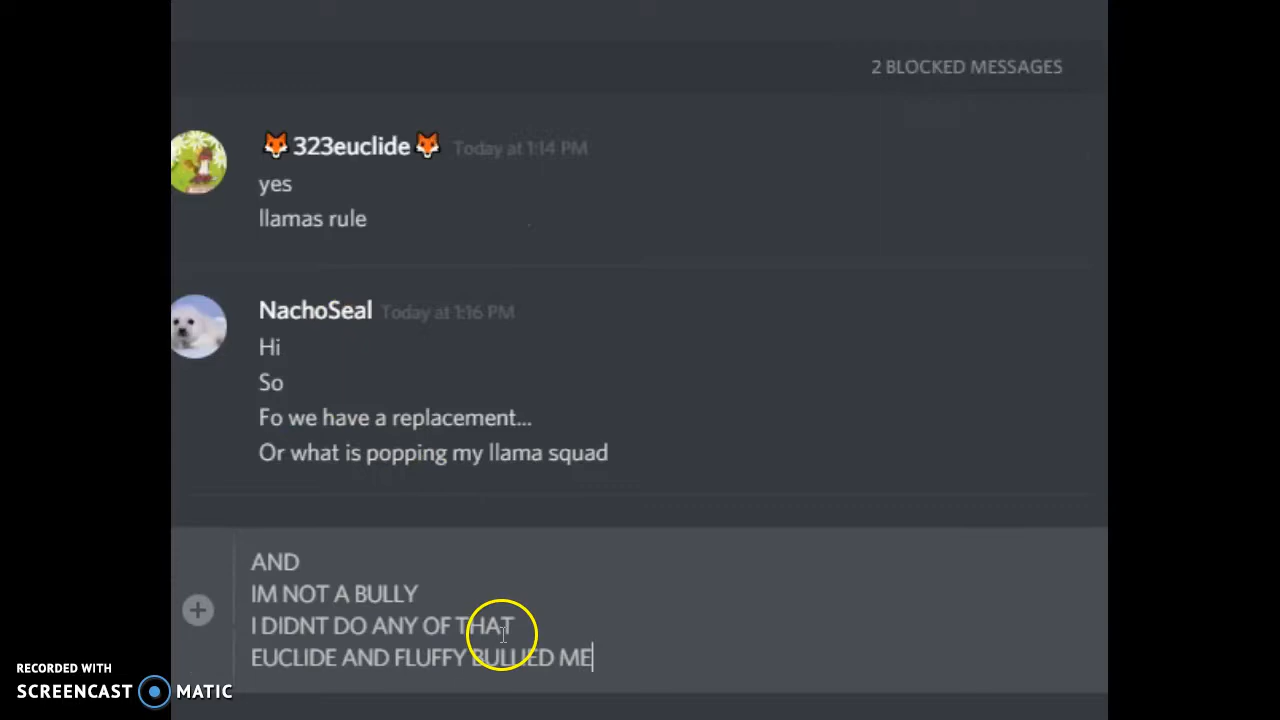 2 BLOCKED MESSAGES
🦊323euclide🦊 Today at 1:14 PM
yes
llamas rule
NachoSeal Today at 1:16 PM
Hi
So
Fo we have a replacement...
Or what is popping my llama squad
AND
IM NOT A BULLY
I DIDNT DO ANY OF THAT
EUCLIDE AND FLUFFY BULLIED ME
RECORDED WITH
SCREENCAST MATIC